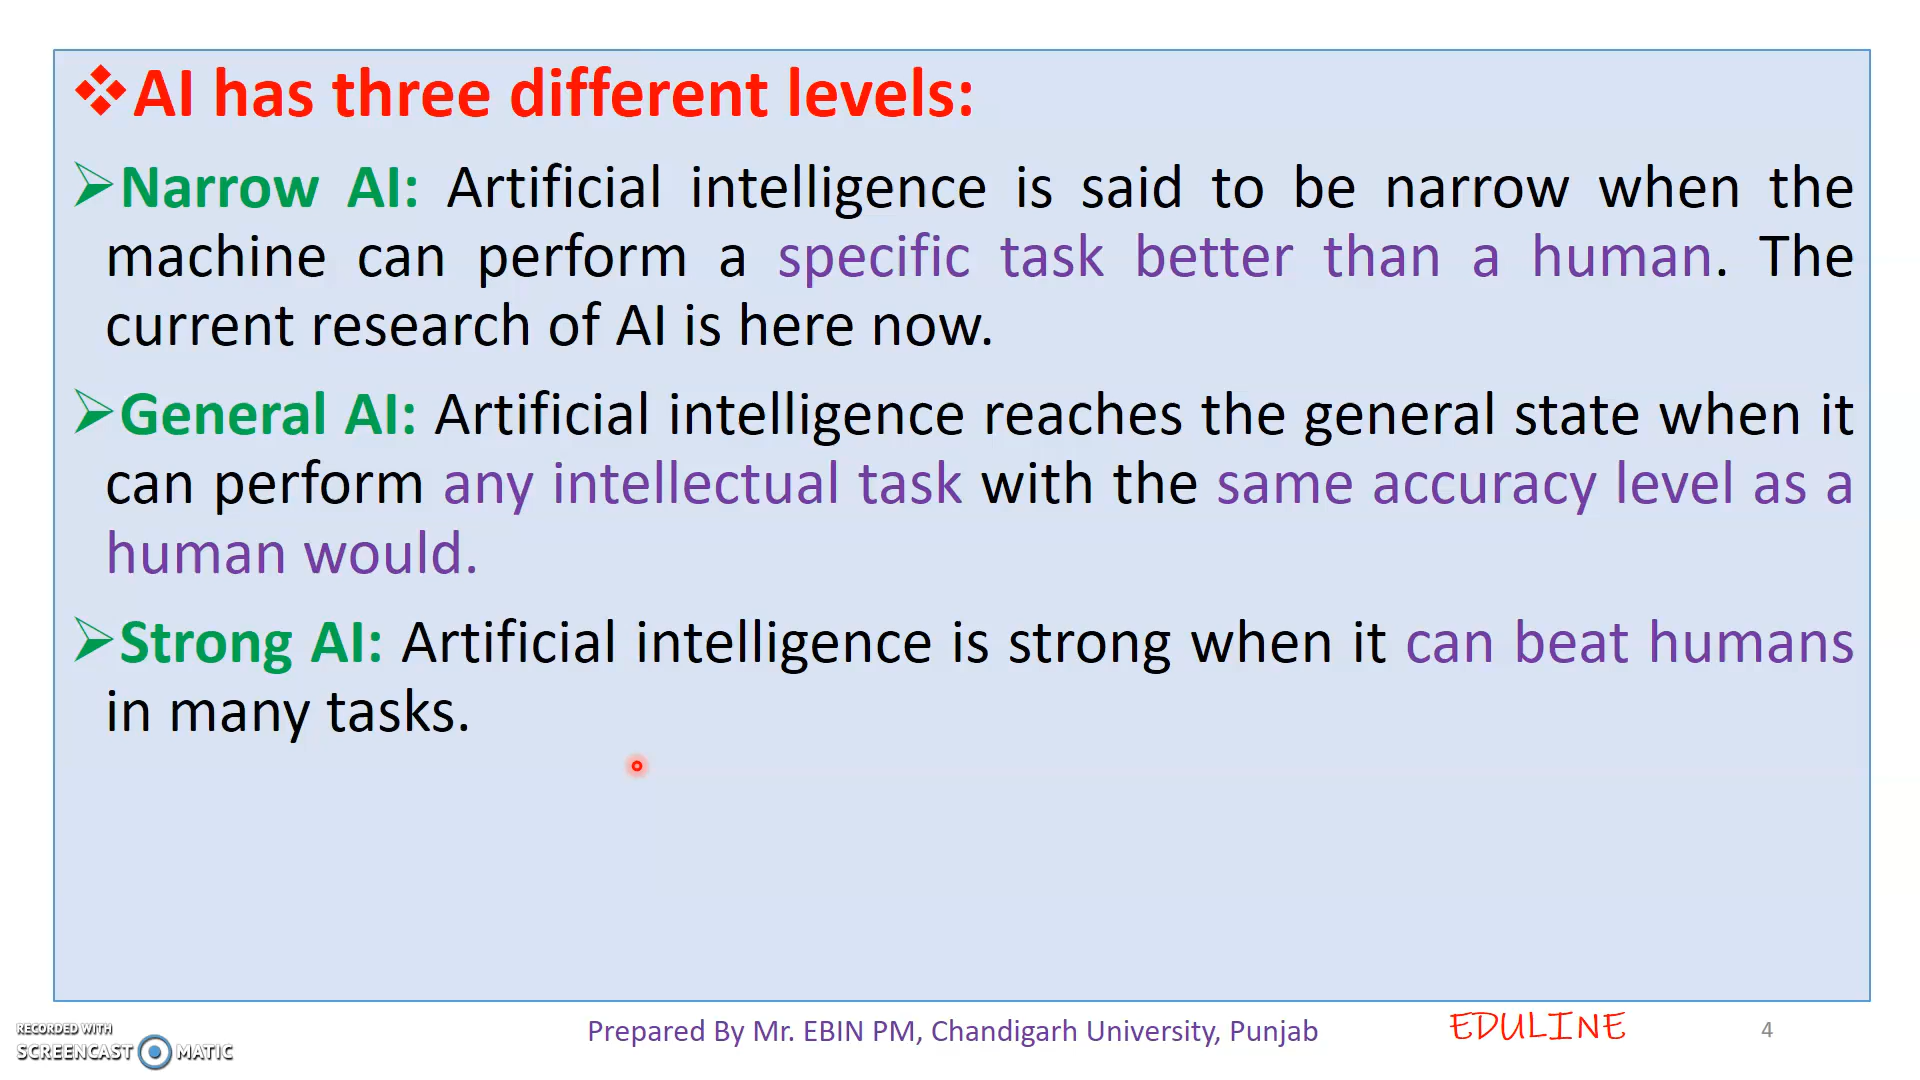 AI has three different levels:
Narrow AI: Artificial intelligence is said to be narrow when the
machine can perform a specific task better than a human. The
current research of AI is here now.
General AI: Artificial intelligence reaches the general state when it
can perform any intellectual task with the same accuracy level as a
human would.
Strong AI: Artificial intelligence is strong when it can beat humans
in many tasks.
RECORDED WITH
SCREENCAST MATIC
Prepared By Mr. EBIN PM, Chandigarh University, Punjab
EDULINE
4